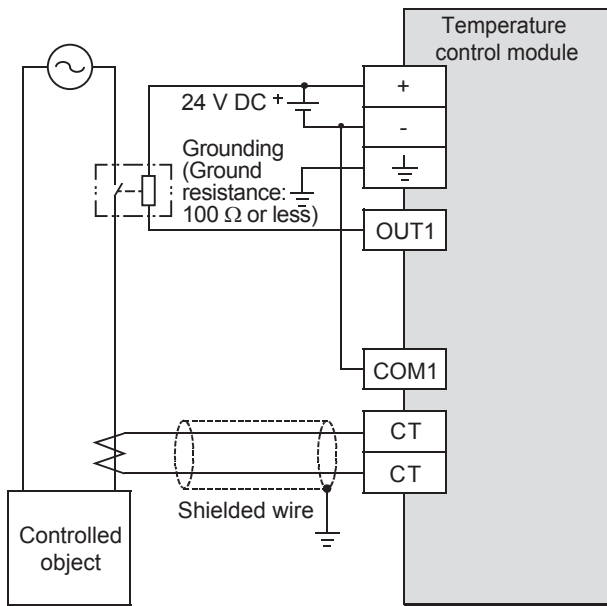 Temperature
control module
24 V DC +
+
-
Grounding
(Ground
resistance:
100 Ω or less)
OUT1
COM1
CT
CT
Shielded wire
Controlled
object